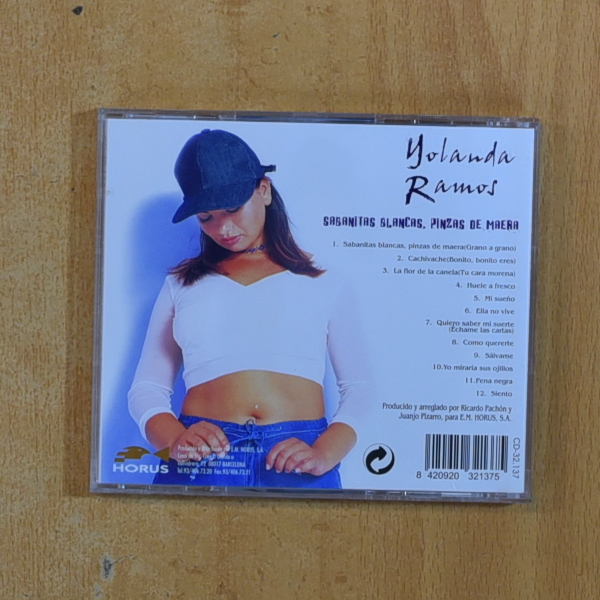 Yolanda
Ramos
SABANITAS BLANCAS, PINZAS DE MAERA
1. Sabanitas blancas, pinzas de maera(Grano a grano)
2. Cachivache(Bonito, bonito eres)
3. La flor de la canela(Tu cara morena)
4. Huele a fresco
5. Mi sueño
6. Ella no vive
7. Quiero saber mi suerte
(Échame las cartas)
8. Como quererte
9. Sálvame
10.Yo miraría sus ojillos
11.Pena negra
12. Siento
Producido y arreglado por Ricardo Pachón y
Juanjo Pizarro, para E.M. HORUS, S.A.
HORUS
E.M. HORUS, S.A.
08017 BARCELONA
CD-32.137
8 420920 321375